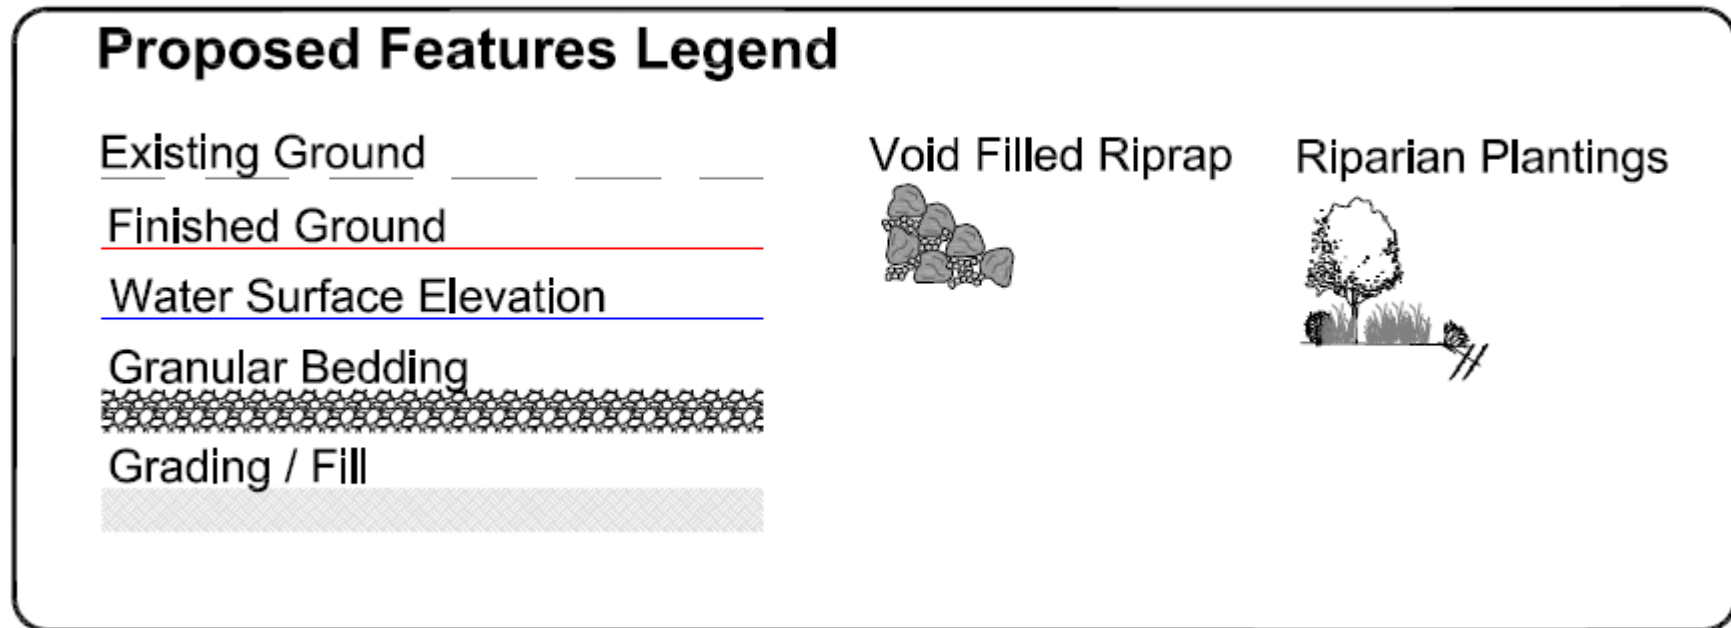 Proposed Features Legend
Existing Ground
Finished Ground
Water Surface Elevation
Granular Bedding
Grading / Fill
Void Filled Riprap
Riparian Plantings